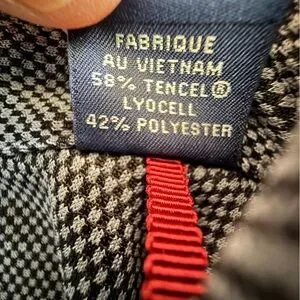 FABRIQUE
AU VIETNAM
58% TENCEL®
LYOCELL
42% POLYESTER